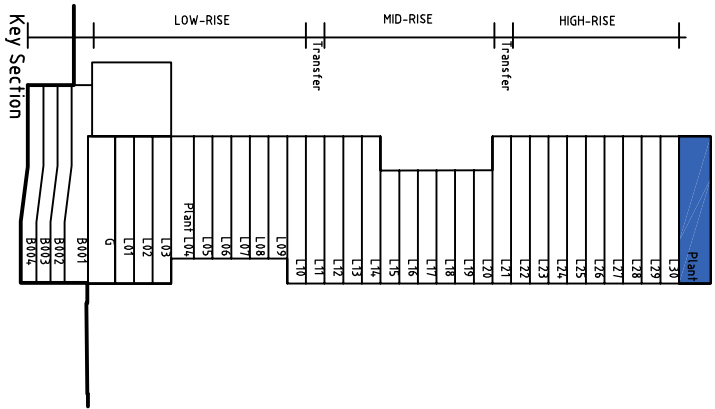 Key Section
LOW-RISE
Transfer
MID-RISE
Transfer
HIGH-RISE
B004
B003
B002
B001
G
L01
L02
L03
Plant L04
L05
L06
L07
L08
L09
L10
L11
L12
L13
L14
L15
L16
L17
L18
L19
L20
L21
L22
L23
L24
L25
L26
L27
L28
L29
L30
Plant